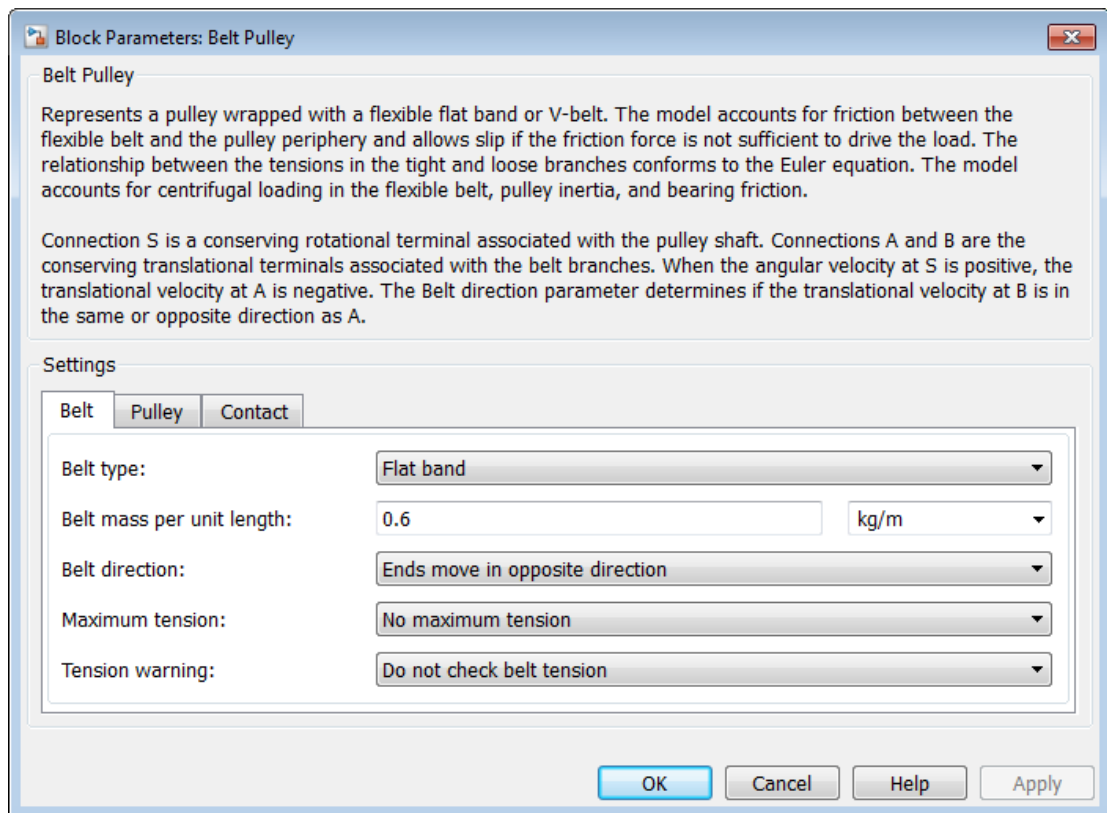 Block Parameters: Belt Pulley
Belt Pulley
Represents a pulley wrapped with a flexible flat band or V-belt. The model accounts for friction between the
flexible belt and the pulley periphery and allows slip if the friction force is not sufficient to drive the load. The
relationship between the tensions in the tight and loose branches conforms to the Euler equation. The model
accounts for centrifugal loading in the flexible belt, pulley inertia, and bearing friction.
Connection S is a conserving rotational terminal associated with the pulley shaft. Connections A and B are the
conserving translational terminals associated with the belt branches. When the angular velocity at S is positive, the
translational velocity at A is negative. The Belt direction parameter determines if the translational velocity at B is in
the same or opposite direction as A.
Settings
Belt Pulley Contact
Belt type: Flat band
Belt mass per unit length: 0.6 kg/m
Belt direction: Ends move in opposite direction
Maximum tension: No maximum tension
Tension warning: Do not check belt tension
OK Cancel Help Apply